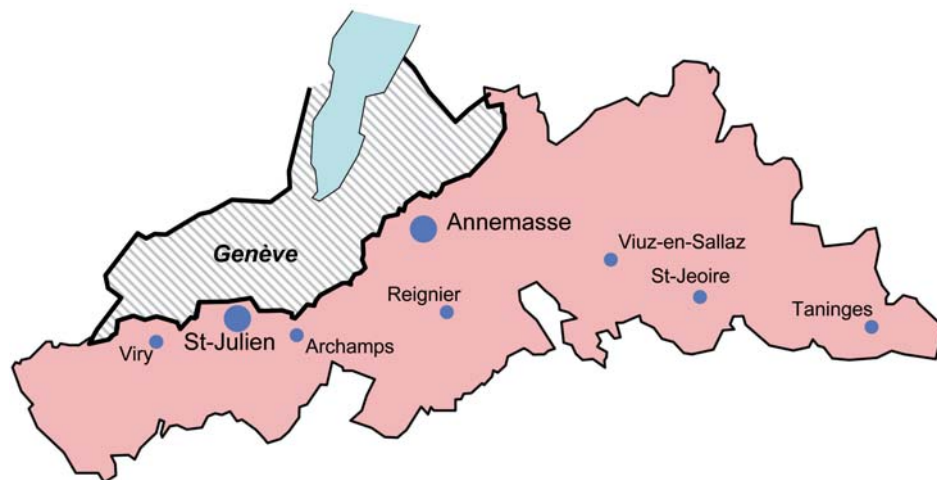 Annemasse
Genève
Viuz-en-Sallaz
St-Jeoire
Reignier
Taninges
St-Julien
Viry
Archamps